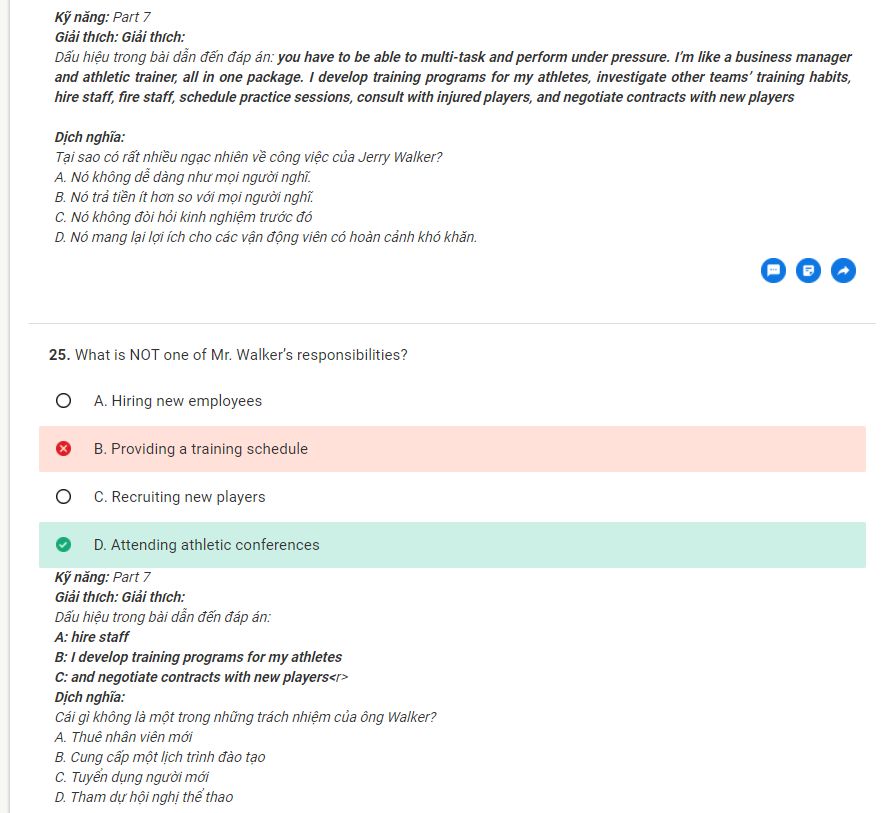 Kỹ năng: Part 7
Giải thích: Giải thích:
Dấu hiệu trong bài dẫn đến đáp án: you have to be able to multi-task and perform under pressure. I'm like a business manager
and athletic trainer, all in one package. I develop training programs for my athletes, investigate other teams' training habits,
hire staff, fire staff, schedule practice sessions, consult with injured players, and negotiate contracts with new players
Dịch nghĩa:
Tại sao có rất nhiều ngạc nhiên về công việc của Jerry Walker?
A. Nó không dễ dàng như mọi người nghĩ.
B. Nó trả tiền ít hơn so với mọi người nghĩ.
C. Nó không đòi hỏi kinh nghiệm trước đó
D. Nó mang lại lợi ích cho các vận động viên có hoàn cảnh khó khăn.
25. What is NOT one of Mr. Walker's responsibilities?
A. Hiring new employees
B. Providing a training schedule
C. Recruiting new players
D. Attending athletic conferences
Kỹ năng: Part 7
Giải thích: Giải thích:
Dấu hiệu trong bài dẫn đến đáp án:
A: hire staff
B: I develop training programs for my athletes
C: and negotiate contracts with new players<r>
Dịch nghĩa:
Cái gì không là một trong những trách nhiệm của ông Walker?
A. Thuê nhân viên mới
B. Cung cấp một lịch trình đào tạo
C. Tuyển dụng người mới
D. Tham dự hội nghị thể thao